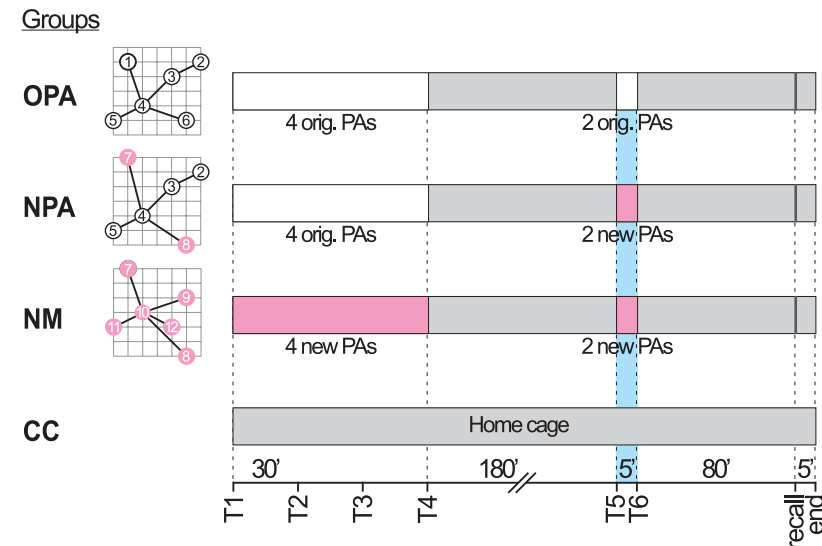 Groups
OPA
1
2
3
4
5
6
4 orig. PAs
2 orig. PAs
NPA
7
2
3
4
5
8
4 orig. PAs
2 new PAs
NM
7
9
10
11
12
8
4 new PAs
2 new PAs
CC
Home cage
30’
180’
5’
80’
5’
T1
T2
T3
T4
T5
T6
recall
end